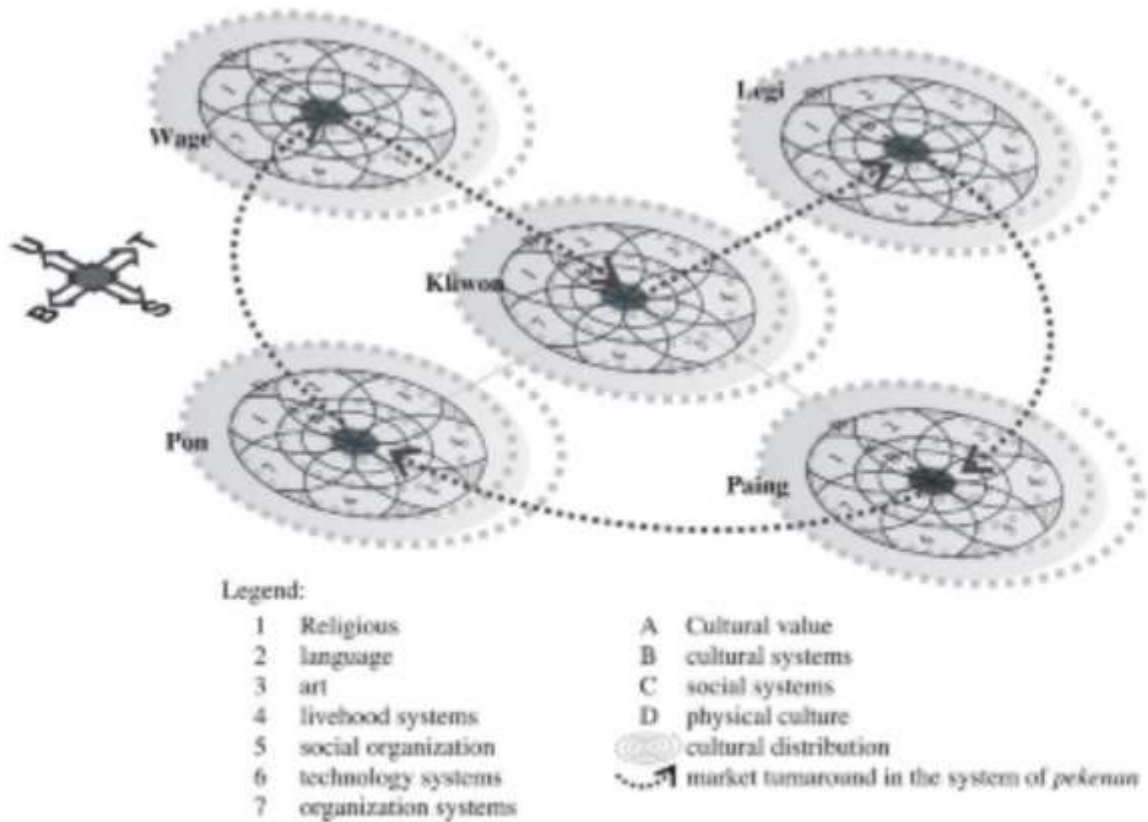 Wage
Legi
Kliwon
Pon
Paing
U
T
B
S
Legend:
1 Religious
2 language
3 art
4 livehood systems
5 social organization
6 technology systems
7 organization systems
A Cultural value
B cultural systems
C social systems
D physical culture
cultural distribution
market turnaround in the system of pekenan